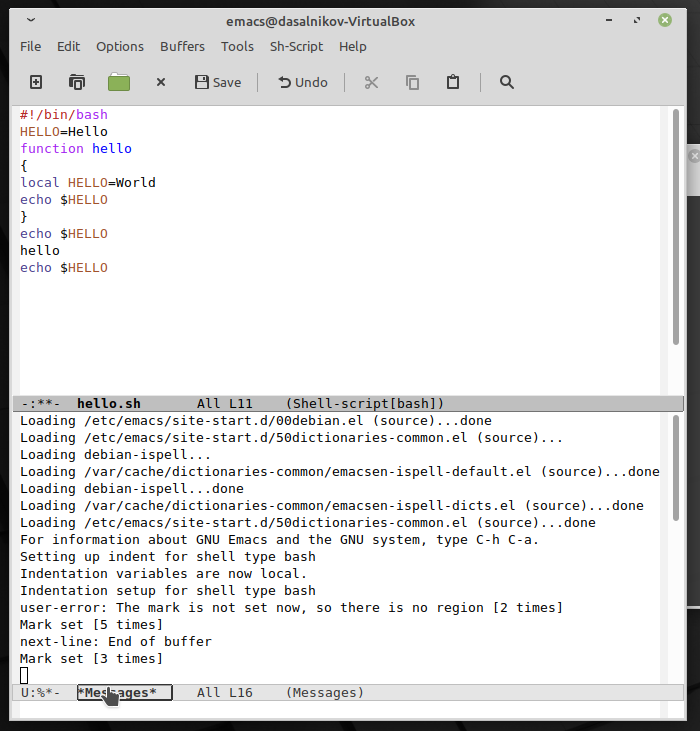 emacs@dasalnikov-VirtualBox
File Edit Options Buffers Tools Sh-Script Help
Save Undo
#!/bin/bash
HELLO=Hello
function hello
{
local HELLO=World
echo $HELLO
}
echo $HELLO
hello
echo $HELLO
-:**-  hello.sh       All L11    (Shell-script[bash])
Loading /etc/emacs/site-start.d/00debian.el (source)...done
Loading /etc/emacs/site-start.d/50dictionaries-common.el (source)...
Loading debian-ispell...
Loading /var/cache/dictionaries-common/emacsen-ispell-default.el (source)...done
Loading debian-ispell...done
Loading /var/cache/dictionaries-common/emacsen-ispell-dicts.el (source)...done
Loading /etc/emacs/site-start.d/50dictionaries-common.el (source)...done
For information about GNU Emacs and the GNU system, type C-h C-a.
Setting up indent for shell type bash
Indentation variables are now local.
Indentation setup for shell type bash
user-error: The mark is not set now, so there is no region [2 times]
Mark set [5 times]
next-line: End of buffer
Mark set [3 times]
U:%*-  *Messages*     All L16    (Messages)